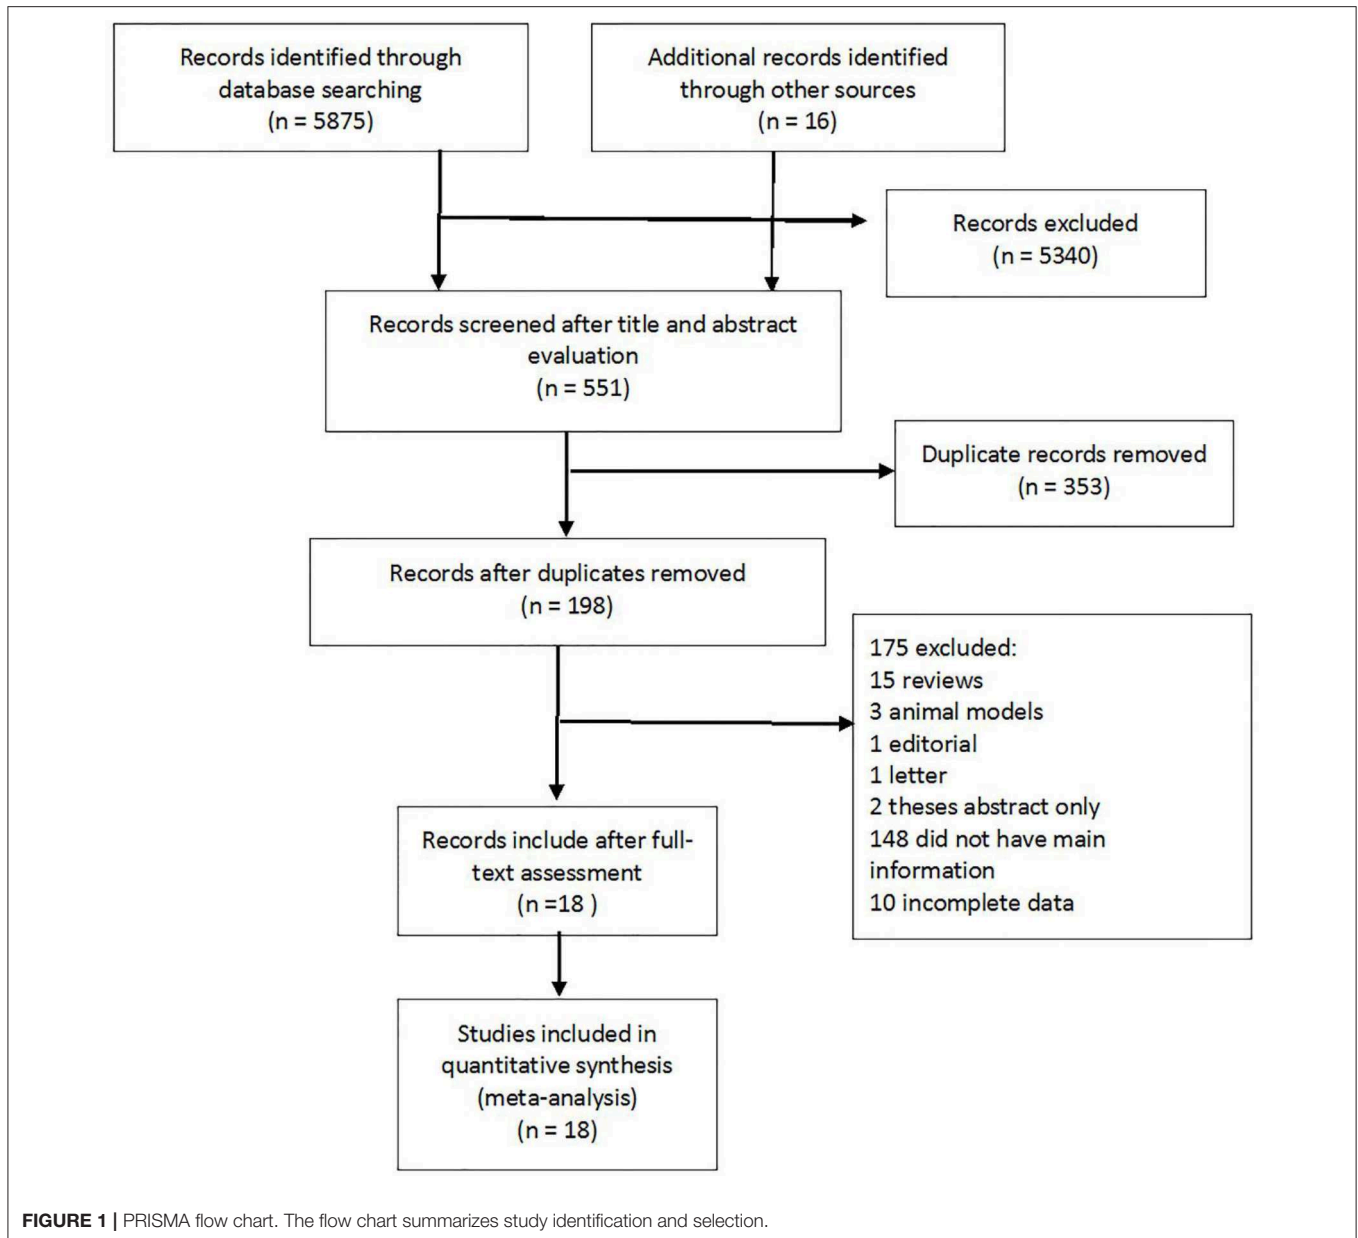 Records identified through
database searching
(n = 5875)
Additional records identified
through other sources
(n = 16)
Records excluded
(n = 5340)
Records screened after title and abstract
evaluation
(n = 551)
Duplicate records removed
(n = 353)
Records after duplicates removed
(n = 198)
175 excluded:
15 reviews
3 animal models
1 editorial
1 letter
2 theses abstract only
148 did not have main
information
10 incomplete data
Records include after full-
text assessment
(n =18 )
Studies included in
quantitative synthesis
(meta-analysis)
(n = 18)
FIGURE 1 | PRISMA flow chart. The flow chart summarizes study identification and selection.